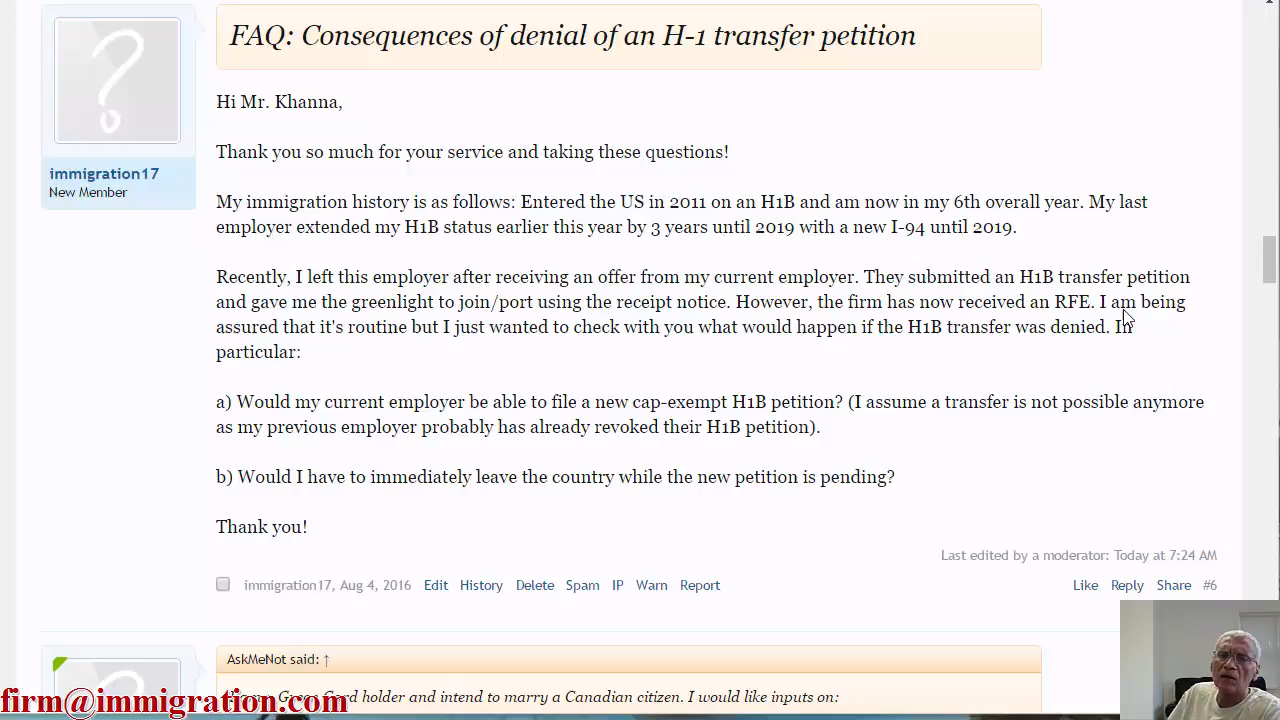 FAQ: Consequences of denial of an H-1 transfer petition
Hi Mr. Khanna,
immigration17
New Member
Thank you so much for your service and taking these questions!
My immigration history is as follows: Entered the US in 2011 on an H1B and am now in my 6th overall year. My last
employer extended my H1B status earlier this year by 3 years until 2019 with a new I-94 until 2019.
Recently, I left this employer after receiving an offer from my current employer. They submitted an H1B transfer petition
and gave me the greenlight to join/port using the receipt notice. However, the firm has now received an RFE. I am being
assured that it's routine but I just wanted to check with you what would happen if the H1B transfer was denied. In
particular:
a) Would my current employer be able to file a new cap-exempt H1B petition? (I assume a transfer is not possible anymore
as my previous employer probably has already revoked their H1B petition).
b) Would I have to immediately leave the country while the new petition is pending?
Thank you!
Last edited by a moderator: Today at 7:24 AM
immigration17, Aug 4, 2016 Edit History Delete Spam IP Warn Report Like Reply Share #6
AskMeNot said: ↑
Green Card holder and intend to marry a Canadian citizen. I would like inputs on:
firm@immigration.com